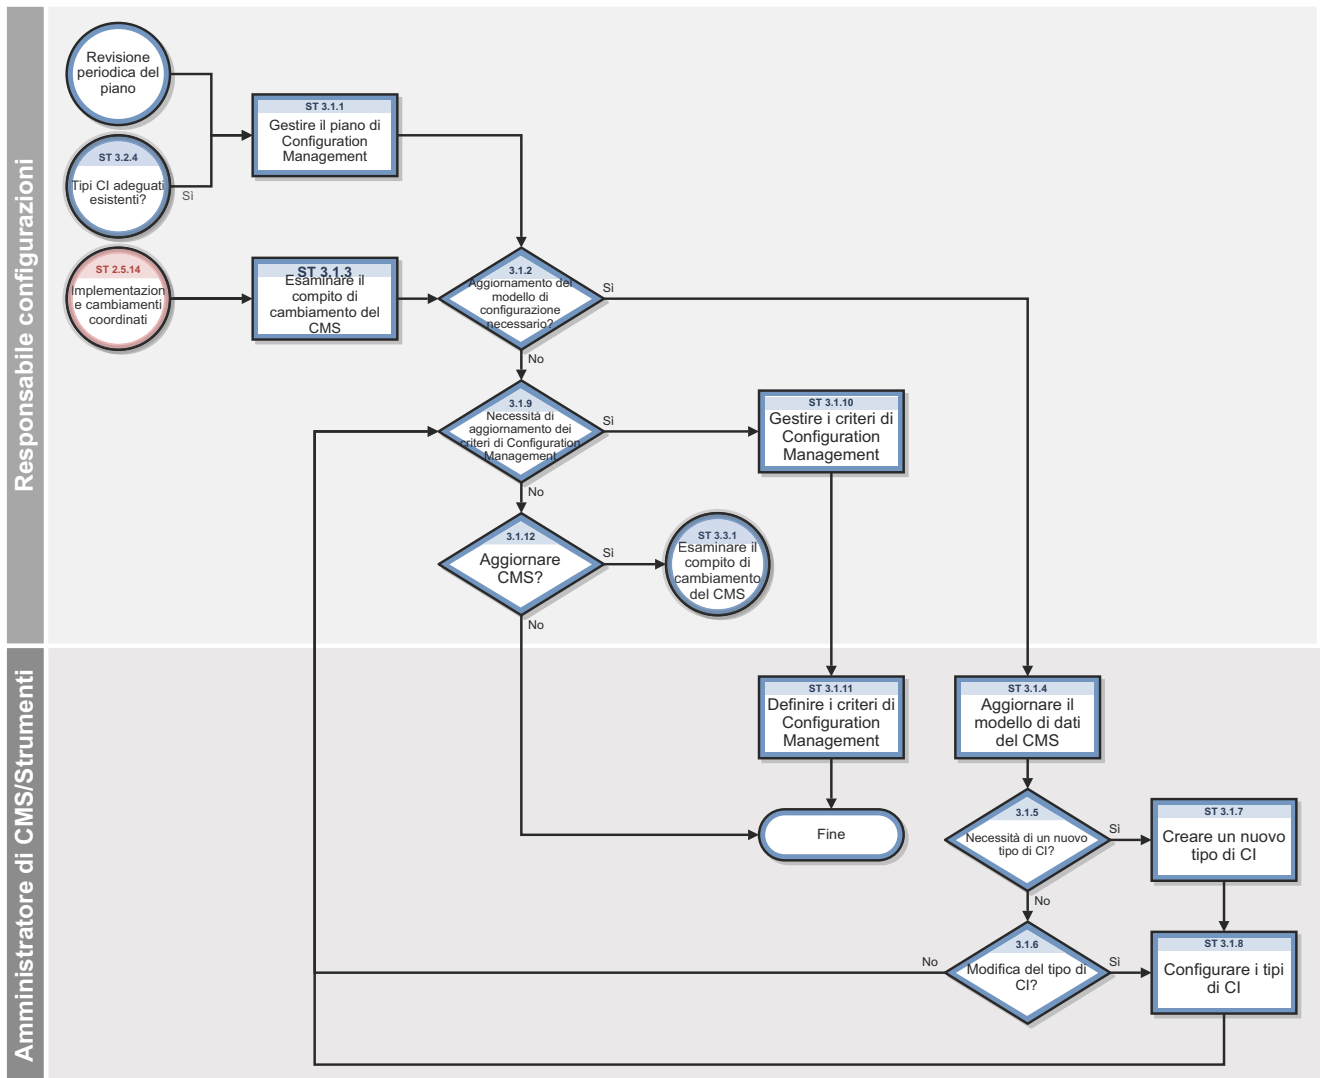 Responsabile configurazioni
Revisione
periodica del
piano
ST 3.2.4
Tipi CI adeguati
esistenti?
Sì
ST 2.5.14
Implementazion
e cambiamenti
coordinati
ST 3.1.1
Gestire il piano di
Configuration
Management
ST 3.1.3
Esaminare il
compito di
cambiamento del
CMS
3.1.2
Aggiornamento del
modello di
configurazione
necessario?
Sì
No
3.1.9
Necessità di
aggiornamento dei
criteri di Configuration
Management
Sì
No
ST 3.1.10
Gestire i criteri di
Configuration
Management
3.1.12
Aggiornare
CMS?
Sì
No
ST 3.3.1
Esaminare il
compito di
cambiamento
del CMS
Amministratore di CMS/Strumenti
ST 3.1.11
Definire i criteri di
Configuration
Management
Fine
ST 3.1.4
Aggiornare il
modello di dati
del CMS
3.1.5
Necessità di un nuovo
tipo di CI?
Sì
No
ST 3.1.7
Creare un nuovo
tipo di CI
3.1.6
Modifica del tipo di
CI?
No
Sì
ST 3.1.8
Configurare i tipi
di CI